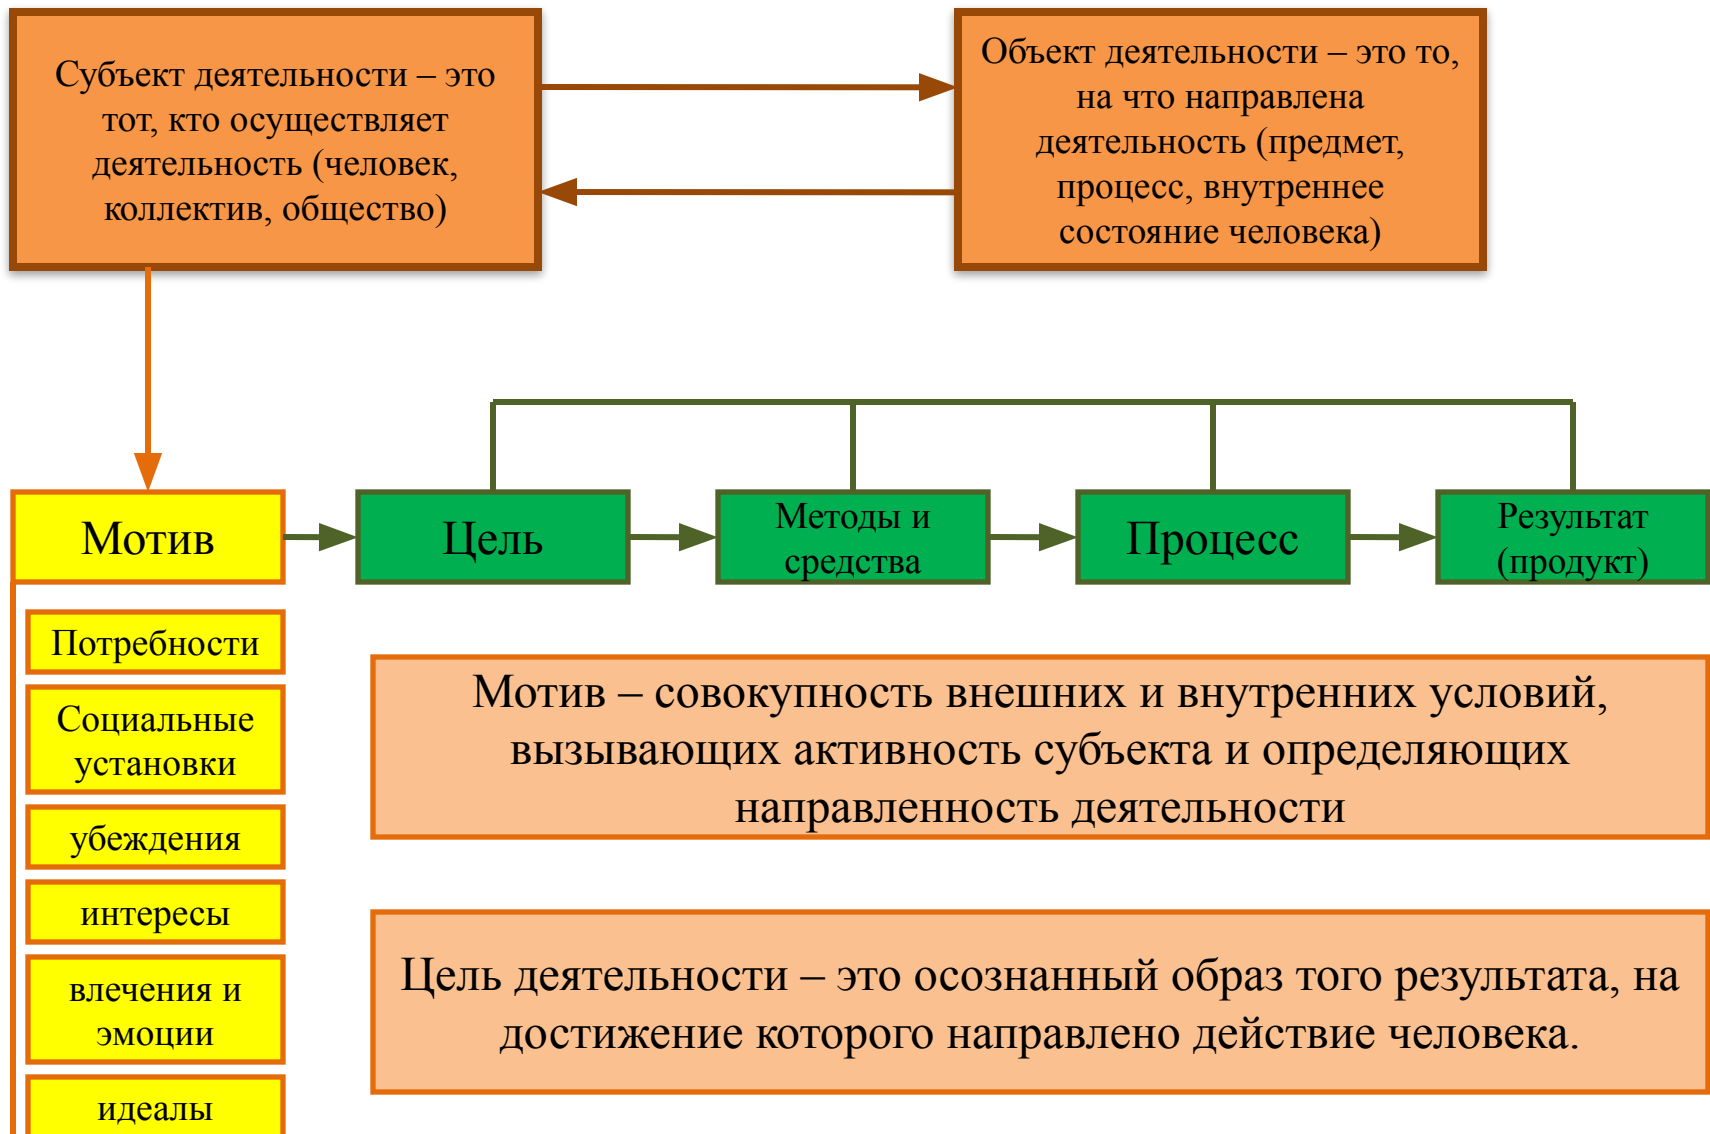 Субъект деятельности – это
тот, кто осуществляет
деятельность (человек,
коллектив, общество)
Объект деятельности – это то,
на что направлена
деятельность (предмет,
процесс, внутреннее
состояние человека)
Мотив
Цель
Методы и
средства
Процесс
Результат
(продукт)
Потребности
Социальные
установки
убеждения
интересы
влечения и
эмоции
идеалы
Мотив – совокупность внешних и внутренних условий,
вызывающих активность субъекта и определяющих
направленность деятельности
Цель деятельности – это осознанный образ того результата, на
достижение которого направлено действие человека.